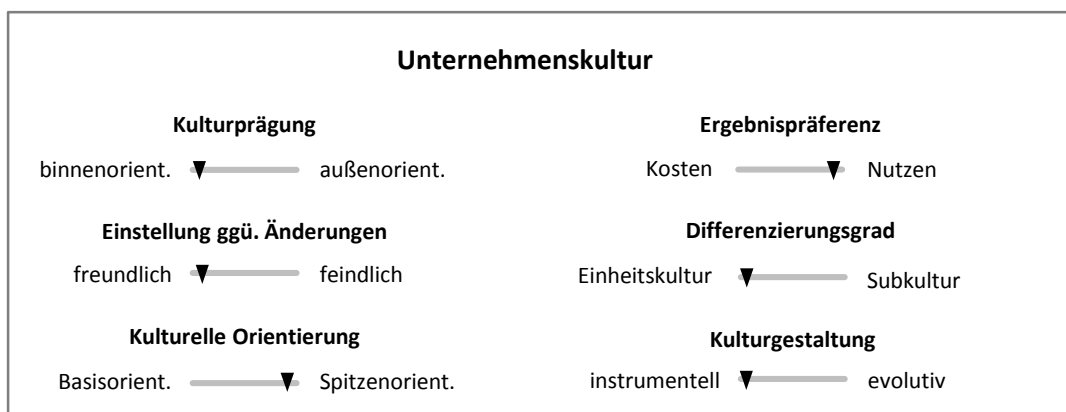 Unternehmenskultur
Kulturprägung
binnenorient. außenorient.
Ergebnispräferenz
Kosten Nutzen
Einstellung ggü. Änderungen
freundlich feindlich
Differenzierungsgrad
Einheitskultur Subkultur
Kulturelle Orientierung
Basisorient. Spitzenorient.
Kulturgestaltung
instrumentell evolutiv